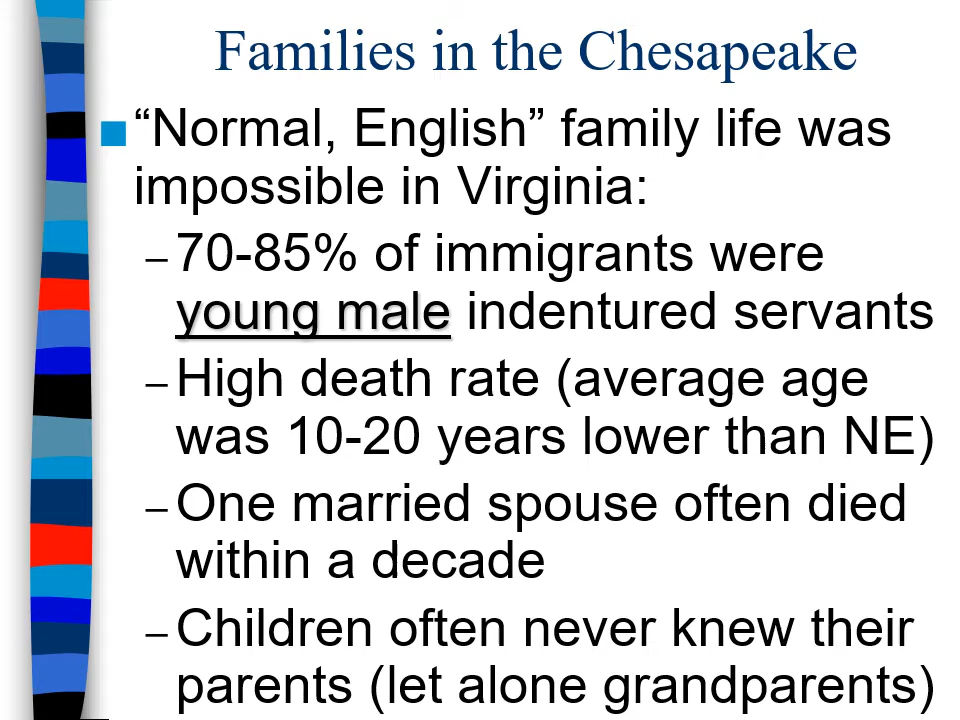 Families in the Chesapeake
■“Normal, English” family life was
impossible in Virginia:
–70-85% of immigrants were
young male indentured servants
–High death rate (average age
was 10-20 years lower than NE)
–One married spouse often died
within a decade
–Children often never knew their
parents (let alone grandparents)